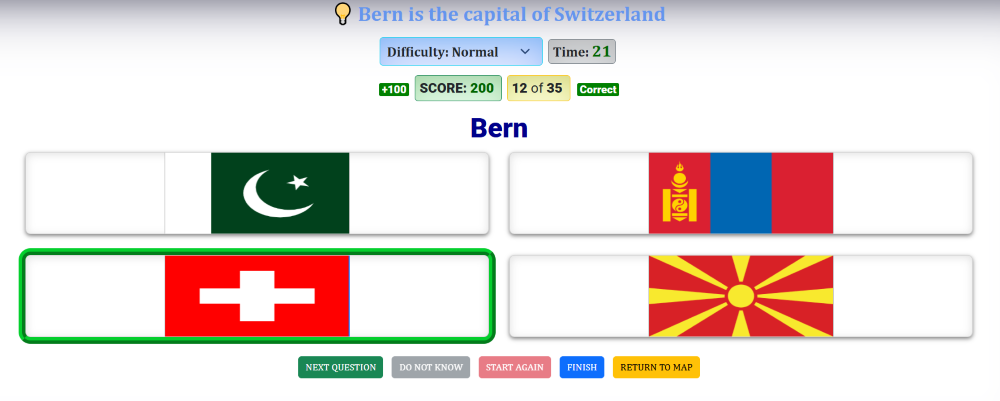 Bern is the capital of Switzerland
Difficulty: Normal Time: 21
+100 SCORE: 200 12 of 35 Correct
Bern
NEXT QUESTION DO NOT KNOW START AGAIN FINISH RETURN TO MAP